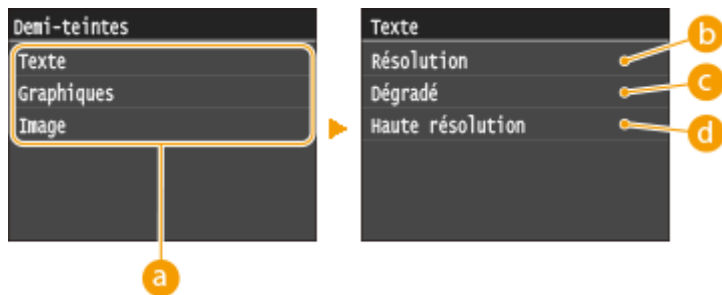 Demi-teintes
Texte
Graphiques
Image
a
Texte
Résolution
b
Dégradé
c
Haute résolution
d